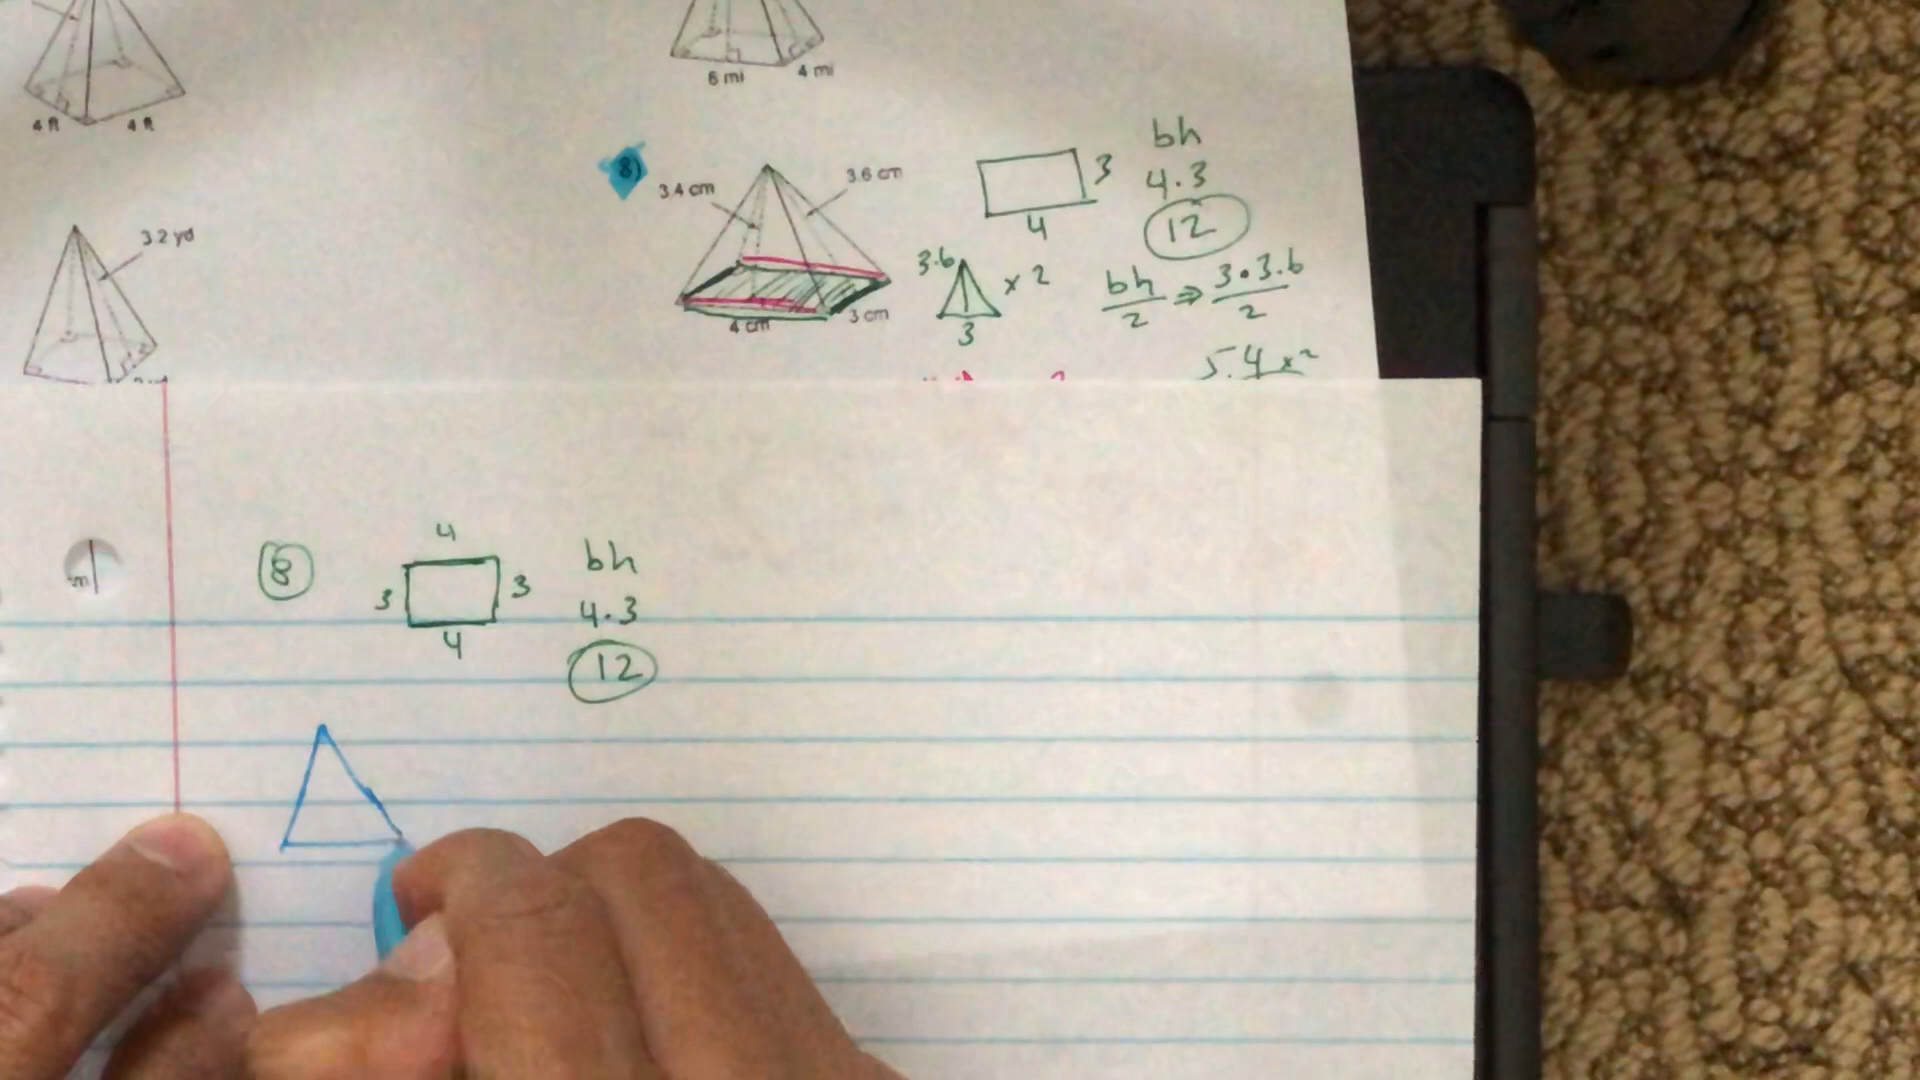 6 mi 4 mi
4 ft 4 ft
8)
3.4 cm 3.6 cm
4 cm 3 cm
3.2 yd
3
4
bh
4.3
12
3.6 x 2
3
bh/2 ⇒ 3•3.6/2
5.4 x2
8
4
3 3
4
bh
4.3
12